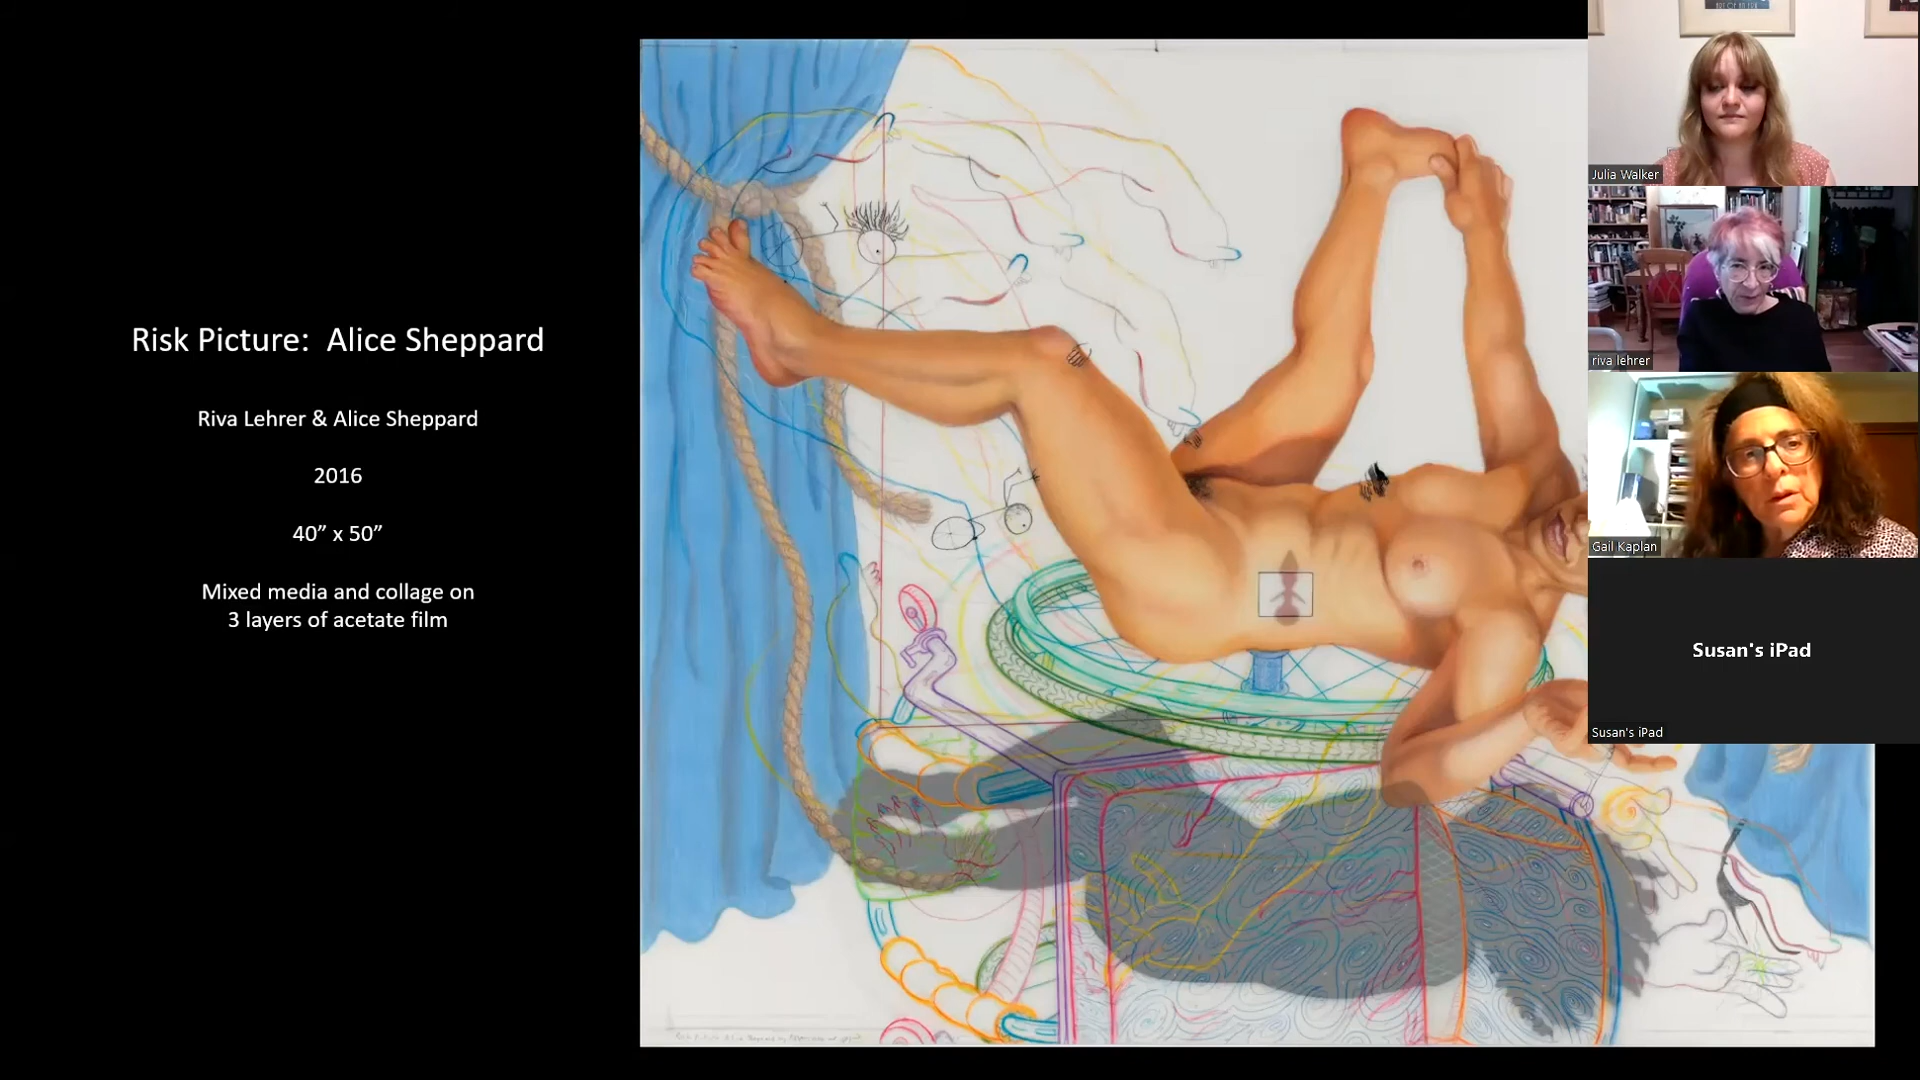 Risk Picture:  Alice Sheppard
Riva Lehrer & Alice Sheppard
2016
40” x 50”
Mixed media and collage on
3 layers of acetate film
Julia Walker
riva lehrer
Gail Kaplan
Susan's iPad
Susan's iPad